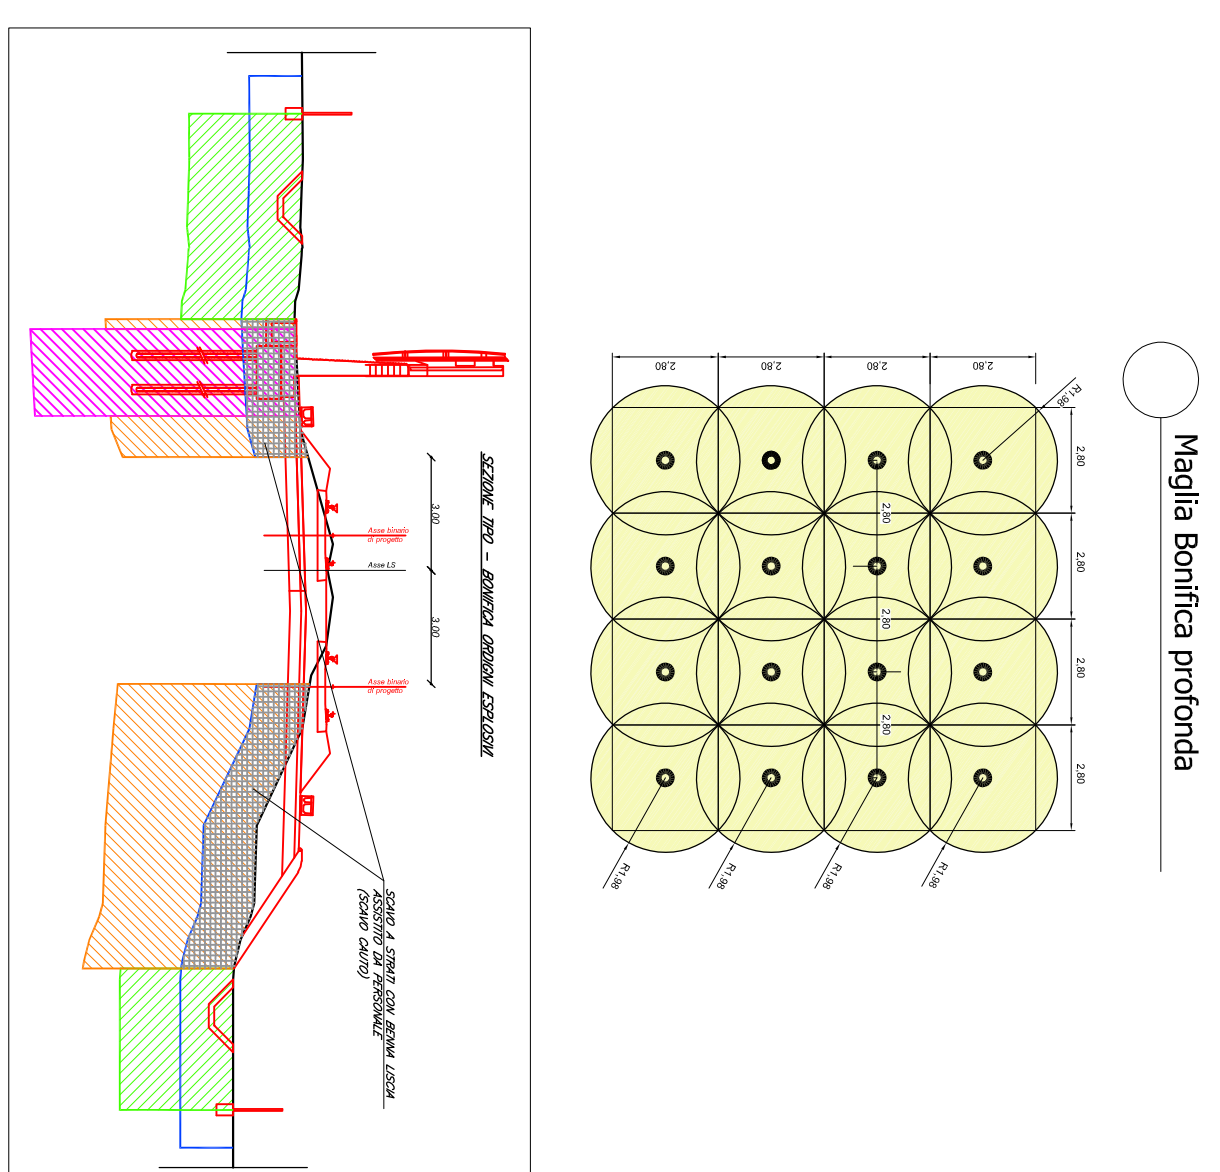 Maglia Bonifica profonda
2,80
2,80
2,80
2,80
R1,98
2,80
2,80
2,80
2,80
2,80
2,80
2,80
R1,98
R1,98
R1,98
R1,98
SEZIONE TIPO - BONIFICA ORDIGNI ESPLOSIVI
3.00
3.00
Asse binario
di progetto
Asse LS
Asse binario
di progetto
SCAVO A STRATI CON BENNA LISCIA
ASSISTITO DA PERSONALE
(SCAVO CAUTO)